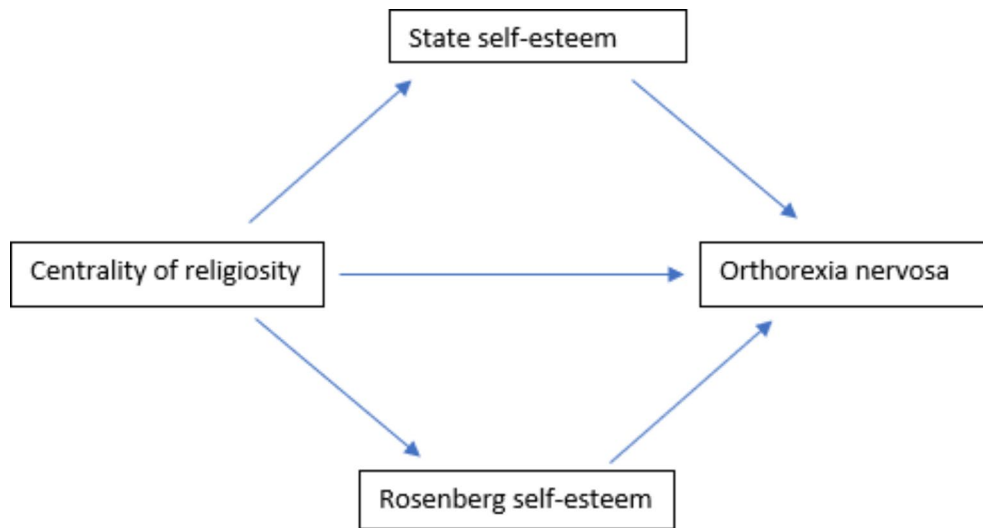 State self-esteem
Centrality of religiosity
Orthorexia nervosa
Rosenberg self-esteem